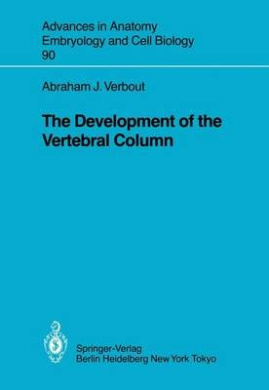 Advances in Anatomy
Embryology and Cell Biology
90
Abraham J. Verbout
The Development of the
Vertebral Column
Springer-Verlag
Berlin Heidelberg New York Tokyo